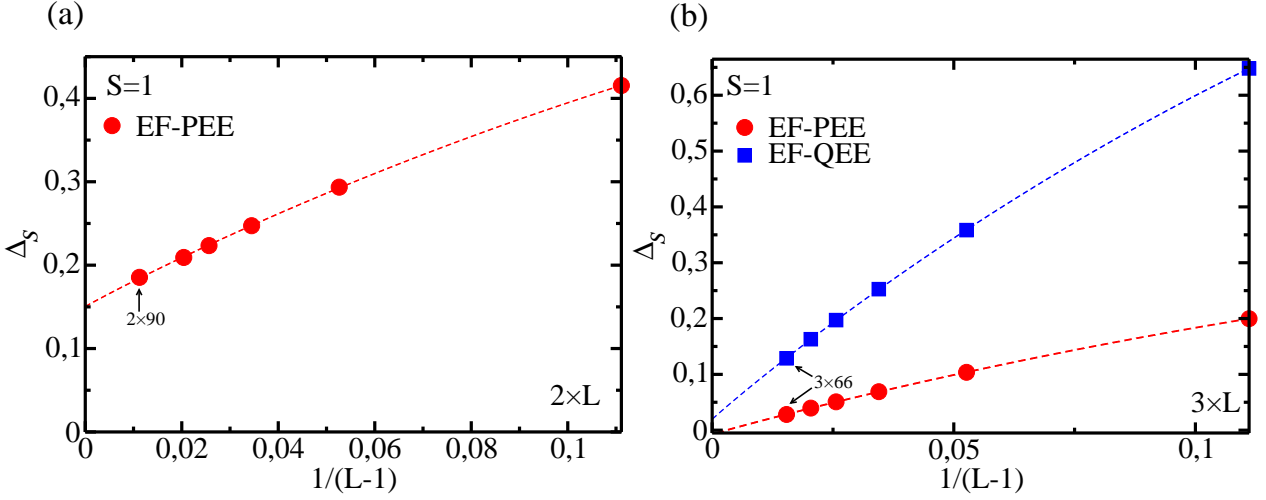 (a)
S=1
EF-PEE
0,4
0,3
0,2
0,1
0
Δs
2×90
2×L
0
0,02
0,04
0,06
0,08
0,1
1/(L-1)
(b)
S=1
EF-PEE
EF-QEE
0,6
0,5
0,4
0,3
0,2
0,1
0
Δs
3×66
3×L
0
0,05
0,1
1/(L-1)